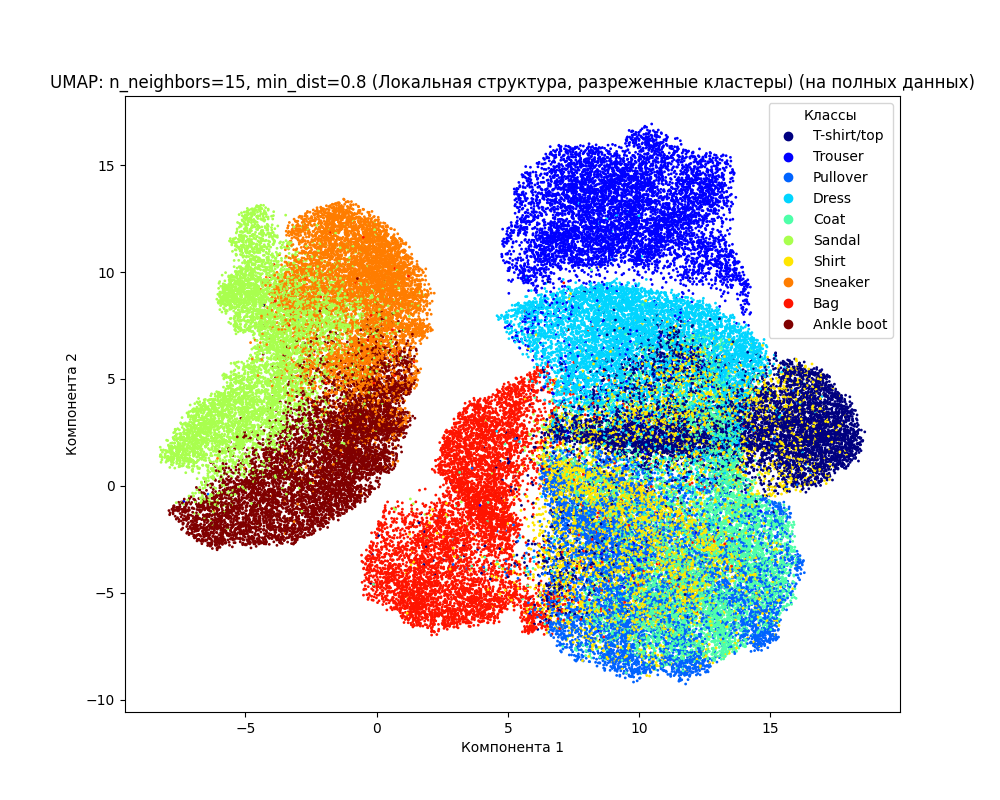 UMAP: n_neighbors=15, min_dist=0.8 (Локальная структура, разреженные кластеры) (на полных данных)
Классы
T-shirt/top
Trouser
Pullover
Dress
Coat
Sandal
Shirt
Sneaker
Bag
Ankle boot
Компонента 2
15
10
5
0
−5
−10
−5
0
5
10
15
Компонента 1